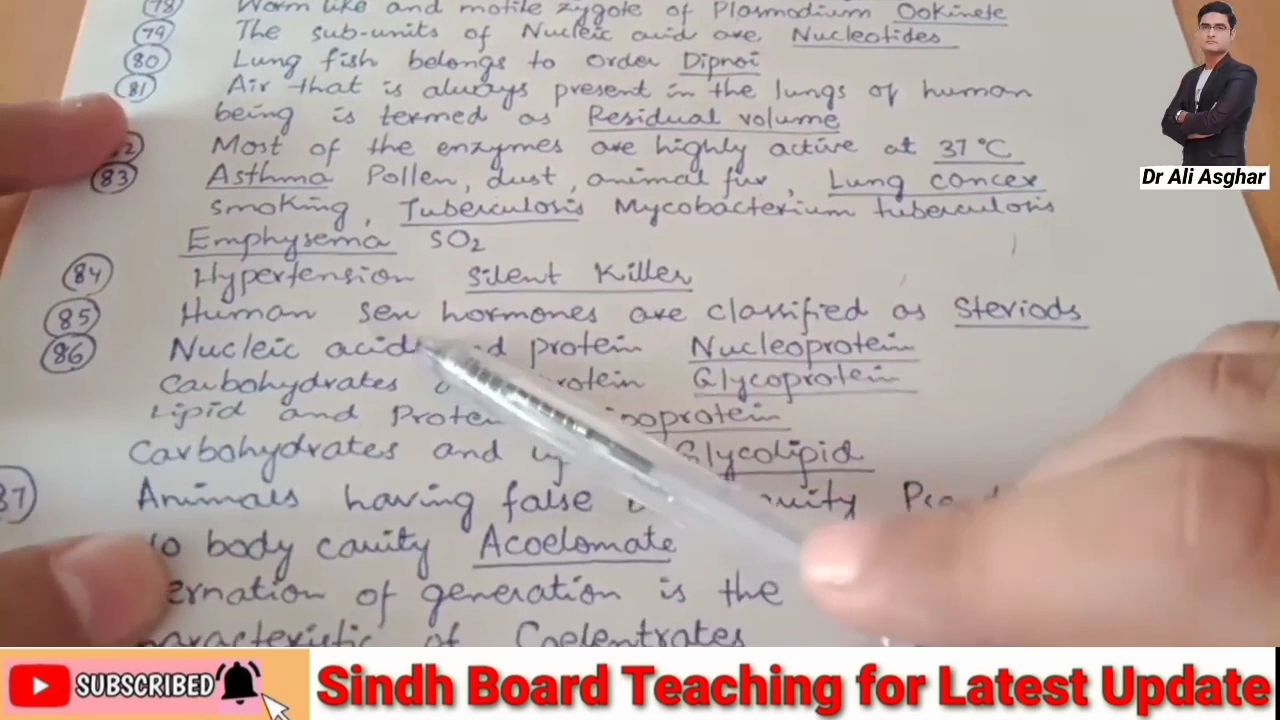 78 Worm like and motile zygote of Plasmodium Ookinete
79 The sub-units of Nucleic acid are Nucleotides
80 Lung fish belongs to order Dipnoi
81 Air that is always present in the lungs of human
being is termed as Residual volume
Most of the enzymes are highly active at 37°C
83 Asthma Pollen, dust, animal fur, Lung cancer
smoking, Tuberculosis Mycobacterium tuberculosis
Emphysema SO2
84 Hypertension Silent Killer
85 Human sex hormones are classified as Steriods
86 Nucleic acids and protein Nucleoprotein
Carbohydrates protein Glycoprotein
Lipid and Protein
Carbohydrates and Glycolipid
87 Animals having false
body cavity Acoelomate
of generation is the
of Coelentrates
Dr Ali Asghar
SUBSCRIBED
Sindh Board Teaching for Latest Update